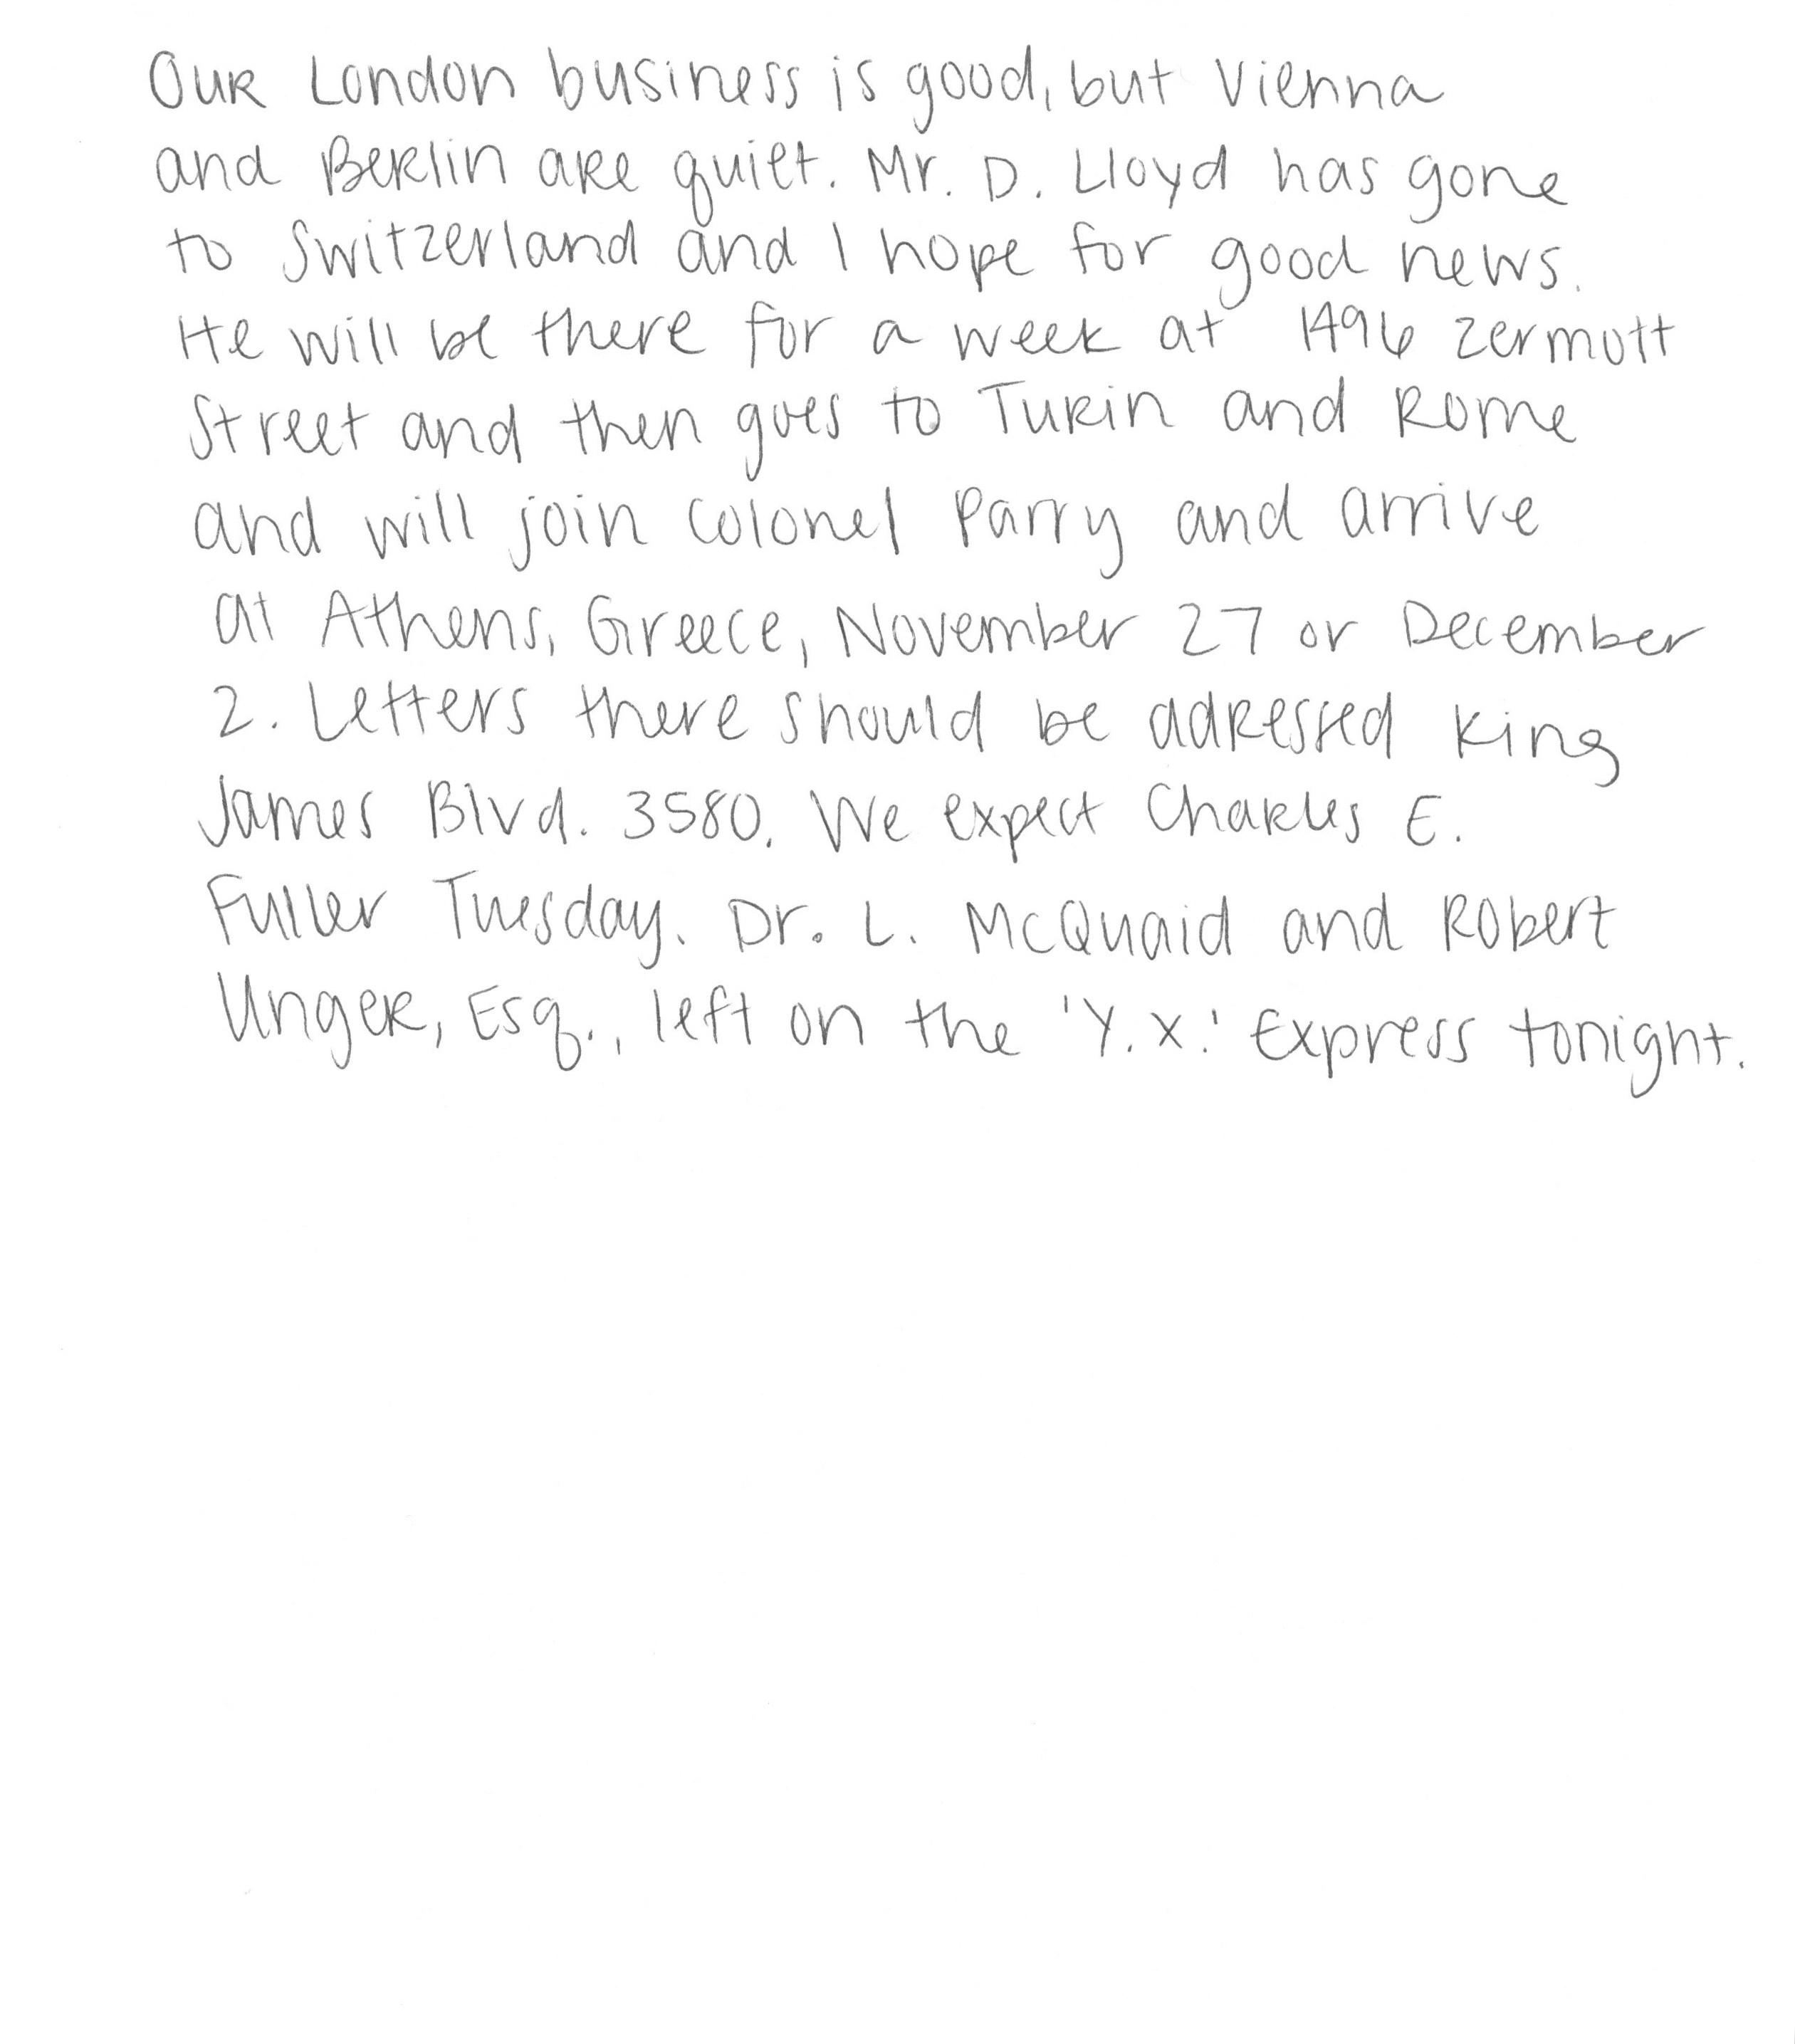 Our London business is good, but Vienna
and Berlin are quiet. Mr. D. Lloyd has gone
to Switzerland and I hope for good news.
He will be there for a week at 1496 Zermott
Street and then goes to Turin and Rome
and will join Colonel Parry and arrive
at Athens, Greece, November 27 or December
2. Letters there should be adressed King
James Blvd. 3580. We expect Charles E.
Fuller Tuesday. Dr. L. McQuaid and Robert
Unger, Esq., left on the 'Y.X.' Express tonight.